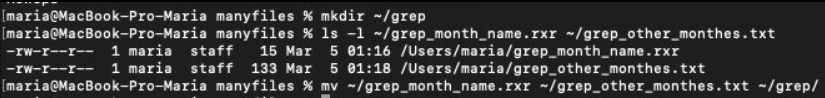 [maria@MacBook-Pro-Maria manyfiles % mkdir ~/grep
[maria@MacBook-Pro-Maria manyfiles % ls -l ~/grep_month_name.rxr ~/grep_other_monthes.txt
-rw-r--r--  1 maria  staff   15 Mar  5 01:16 /Users/maria/grep_month_name.rxr
-rw-r--r--  1 maria  staff  133 Mar  5 01:18 /Users/maria/grep_other_monthes.txt
[maria@MacBook-Pro-Maria manyfiles % mv ~/grep_month_name.rxr ~/grep_other_monthes.txt ~/grep/